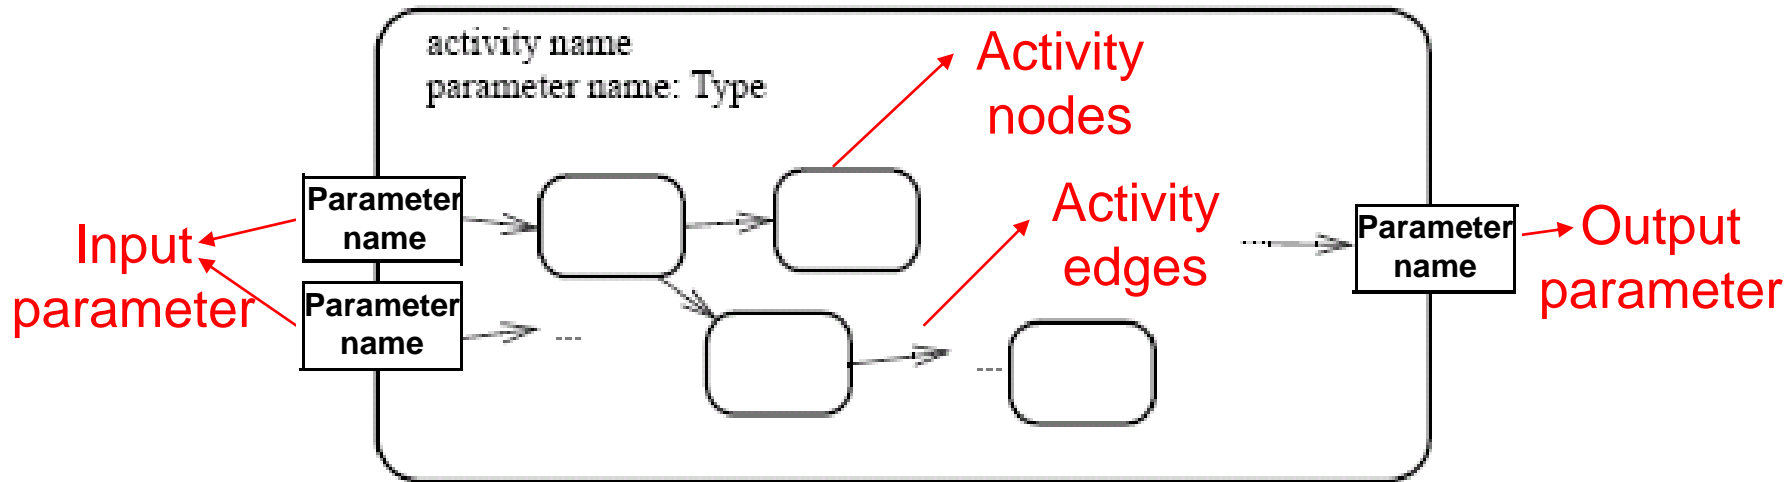 activity name
parameter name: Type
Activity
nodes
Parameter
name
Activity
edges
Input
parameter
Parameter
name
...
...
...
Parameter
name
Output
parameter